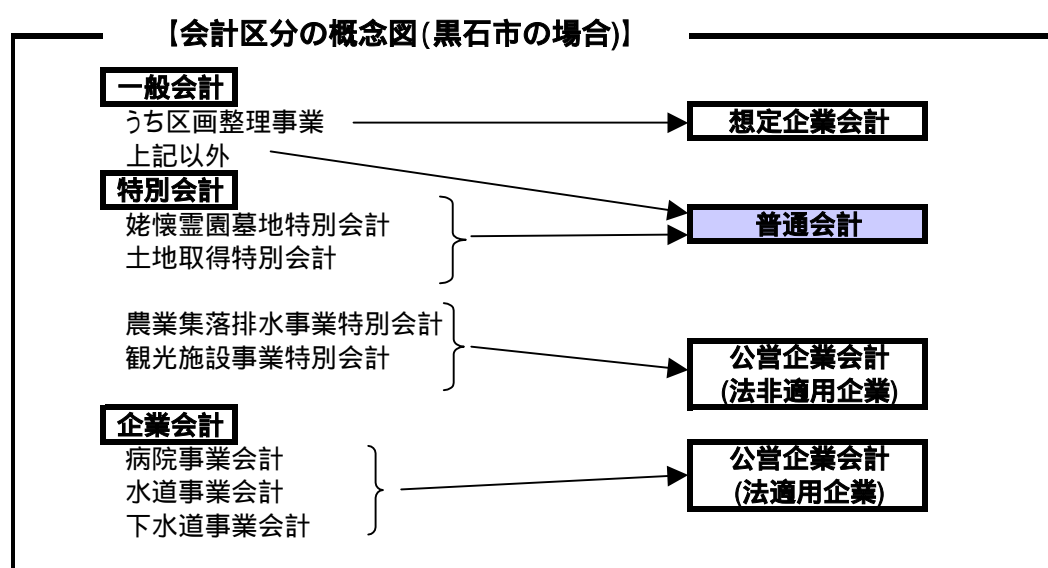 【会計区分の概念図(黒石市の場合)】
一般会計
うち区画整理事業
想定企業会計
上記以外
特別会計
姥懐霊園墓地特別会計
普通会計
土地取得特別会計
農業集落排水事業特別会計
観光施設事業特別会計
公営企業会計
(法非適用企業)
企業会計
病院事業会計
水道事業会計
下水道事業会計
公営企業会計
(法適用企業)